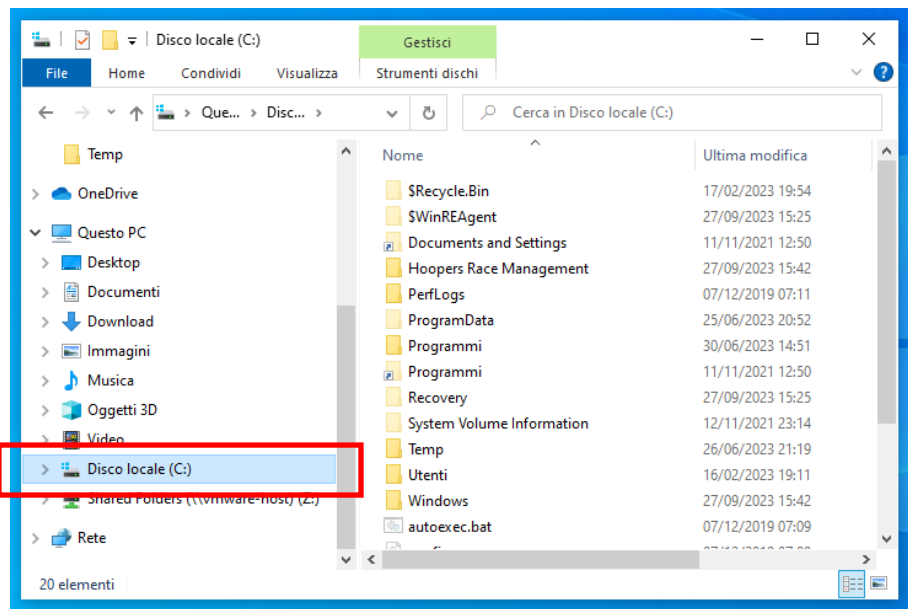 Disco locale (C:)
Gestisci
File
Home
Condividi
Visualizza
Strumenti dischi
Que... > Disc... >
Cerca in Disco locale (C:)
Temp
OneDrive
Questo PC
Desktop
Documenti
Download
Immagini
Musica
Oggetti 3D
Video
Disco locale (C:)
Shared Folders (\\vmware-host) (Z:)
Rete
Nome
Ultima modifica
$Recycle.Bin 17/02/2023 19:54
$WinREAgent 27/09/2023 15:25
Documents and Settings 11/11/2021 12:50
Hoopers Race Management 27/09/2023 15:42
PerfLogs 07/12/2019 07:11
ProgramData 25/06/2023 20:52
Programmi 30/06/2023 14:51
Programmi 11/11/2021 12:50
Recovery 27/09/2023 15:25
System Volume Information 12/11/2021 23:14
Temp 26/06/2023 21:19
Utenti 16/02/2023 19:11
Windows 27/09/2023 15:42
autoexec.bat 07/12/2019 07:09
20 elementi